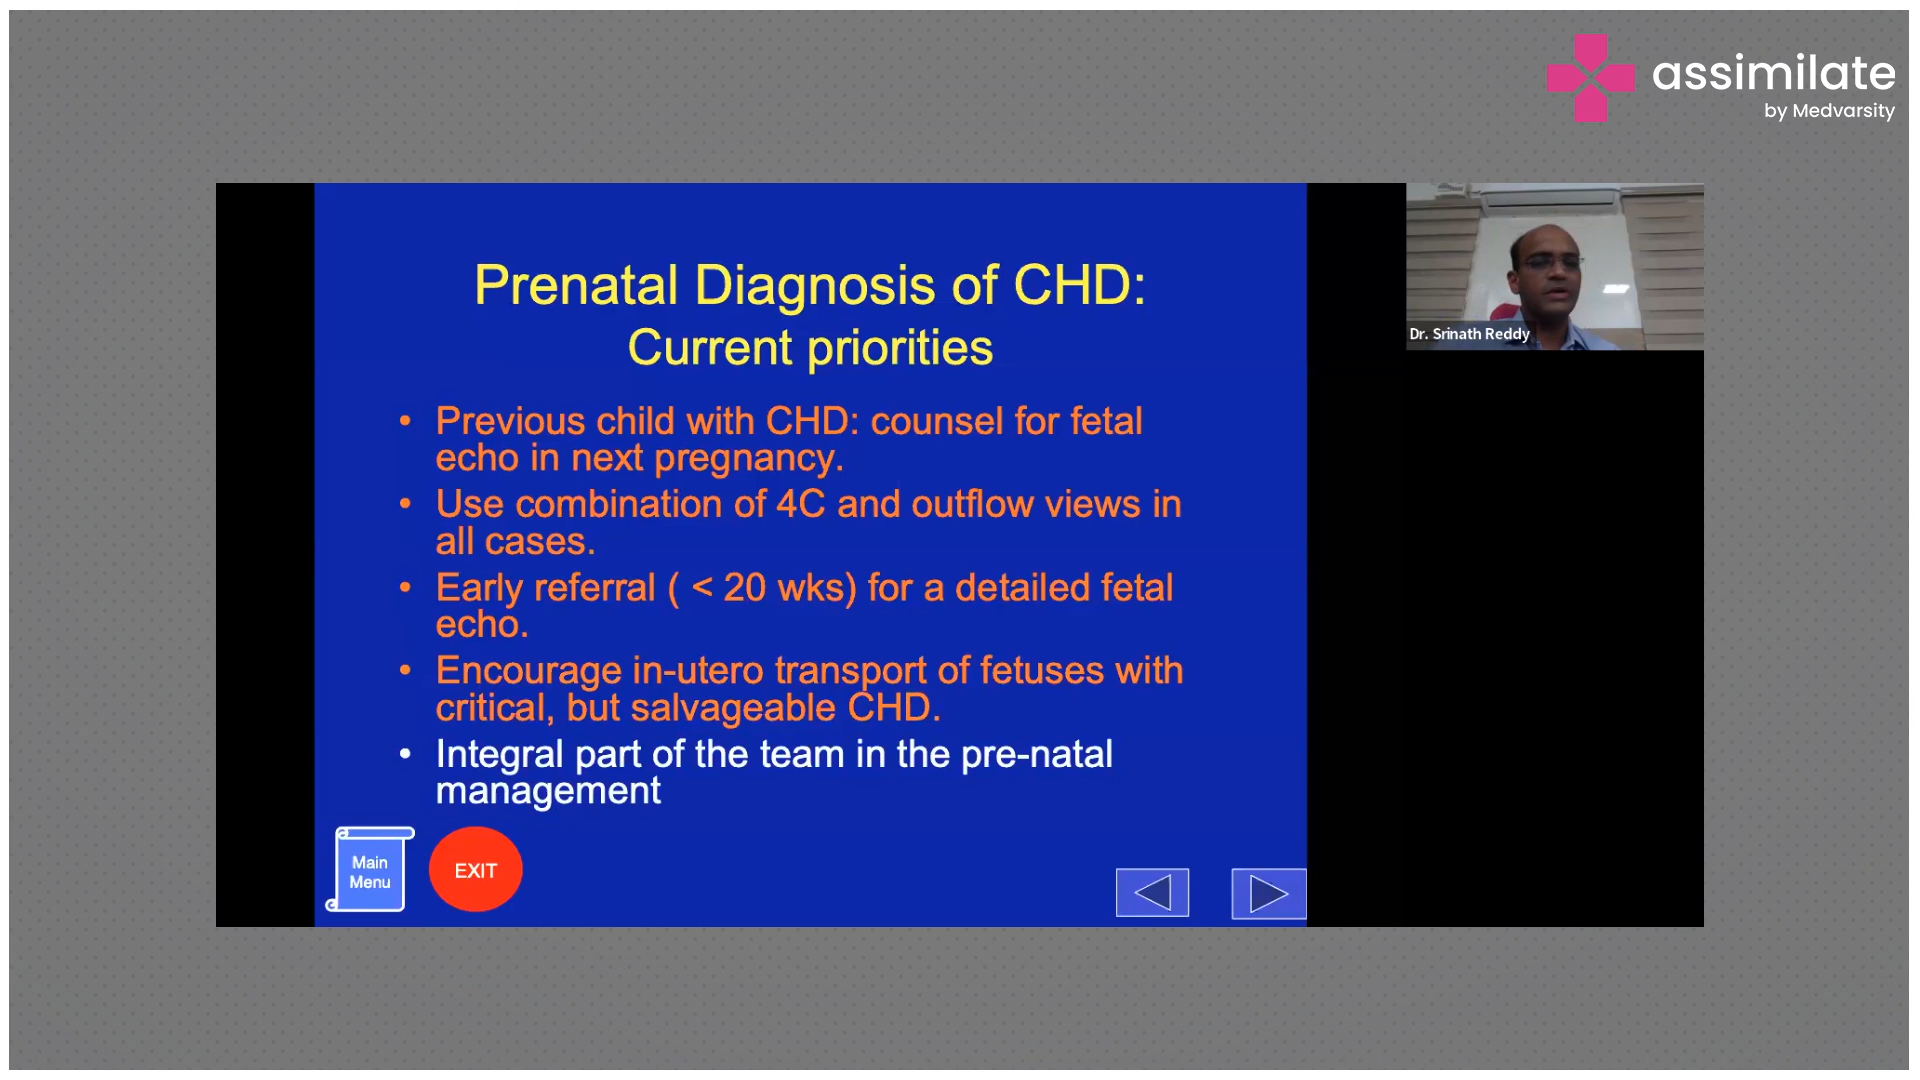 assimilate
by Medvarsity
Prenatal Diagnosis of CHD:
Current priorities
• Previous child with CHD: counsel for fetal
echo in next pregnancy.
• Use combination of 4C and outflow views in
all cases.
• Early referral ( < 20 wks) for a detailed fetal
echo.
• Encourage in-utero transport of fetuses with
critical, but salvageable CHD.
• Integral part of the team in the pre-natal
management
Main
Menu
EXIT
Dr. Srinath Reddy